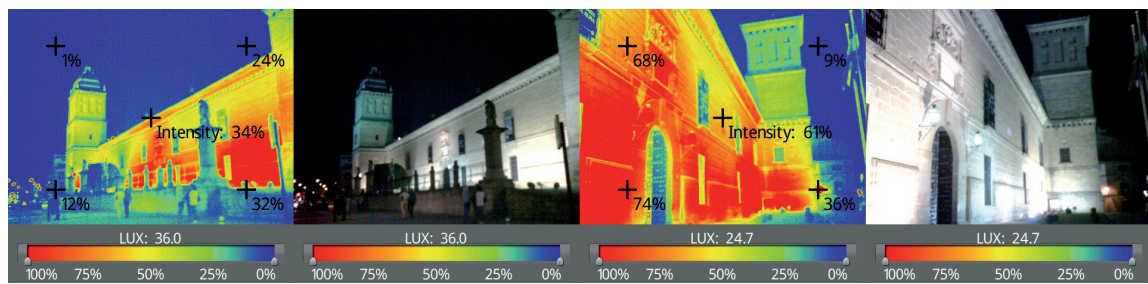 1% 24%
Intensity: 34%
12% 32%
LUX: 36.0
100% 75% 50% 25% 0%
LUX: 36.0
100% 75% 50% 25% 0%
68% 9%
Intensity: 61%
74% 36%
LUX: 24.7
100% 75% 50% 25% 0%
LUX: 24.7
100% 75% 50% 25% 0%